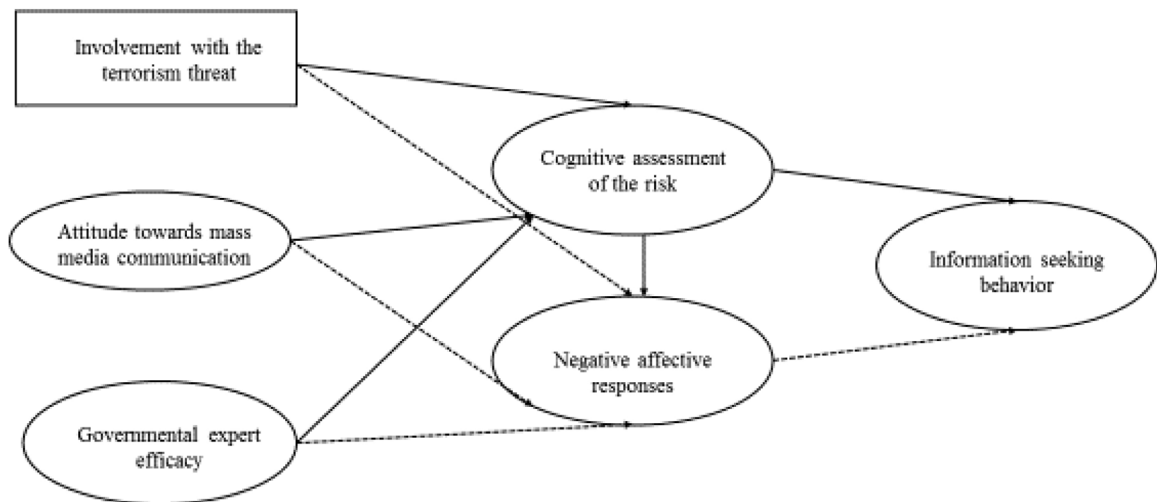 Involvement with the
terrorism threat
Cognitive assessment
of the risk
Attitude towards mass
media communication
Information seeking
behavior
Negative affective
responses
Governmental expert
efficacy